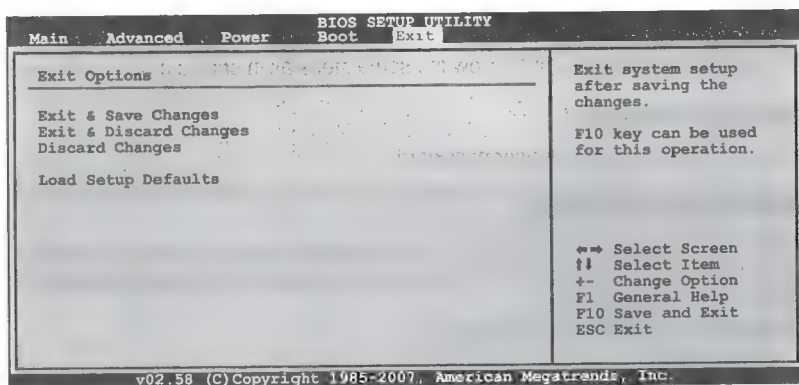 BIOS SETUP UTILITY
Main Advanced Power Boot Exit
Exit Options
Exit & Save Changes
Exit & Discard Changes
Discard Changes
Load Setup Defaults
Exit system setup
after saving the
changes.
F10 key can be used
for this operation.
←→ Select Screen
↑↓ Select Item
+- Change Option
F1 General Help
F10 Save and Exit
ESC Exit
v02.58 (C)Copyright 1985-2007, American Megatrends, Inc.